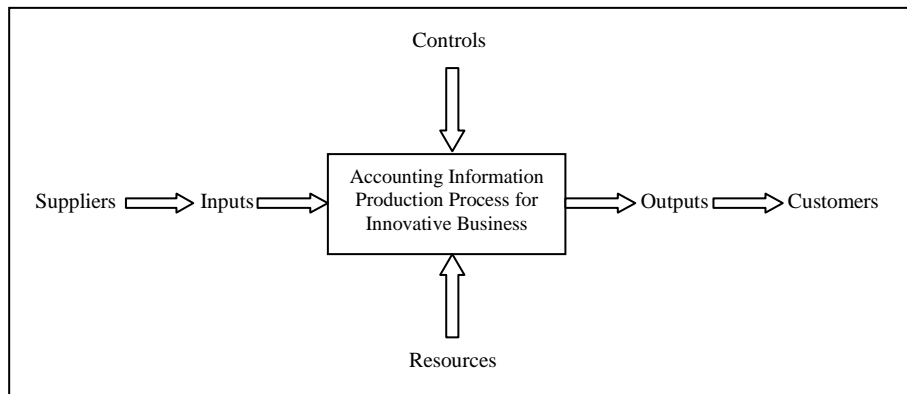 Controls
Suppliers
Inputs
Accounting Information
Production Process for
Innovative Business
Outputs
Customers
Resources